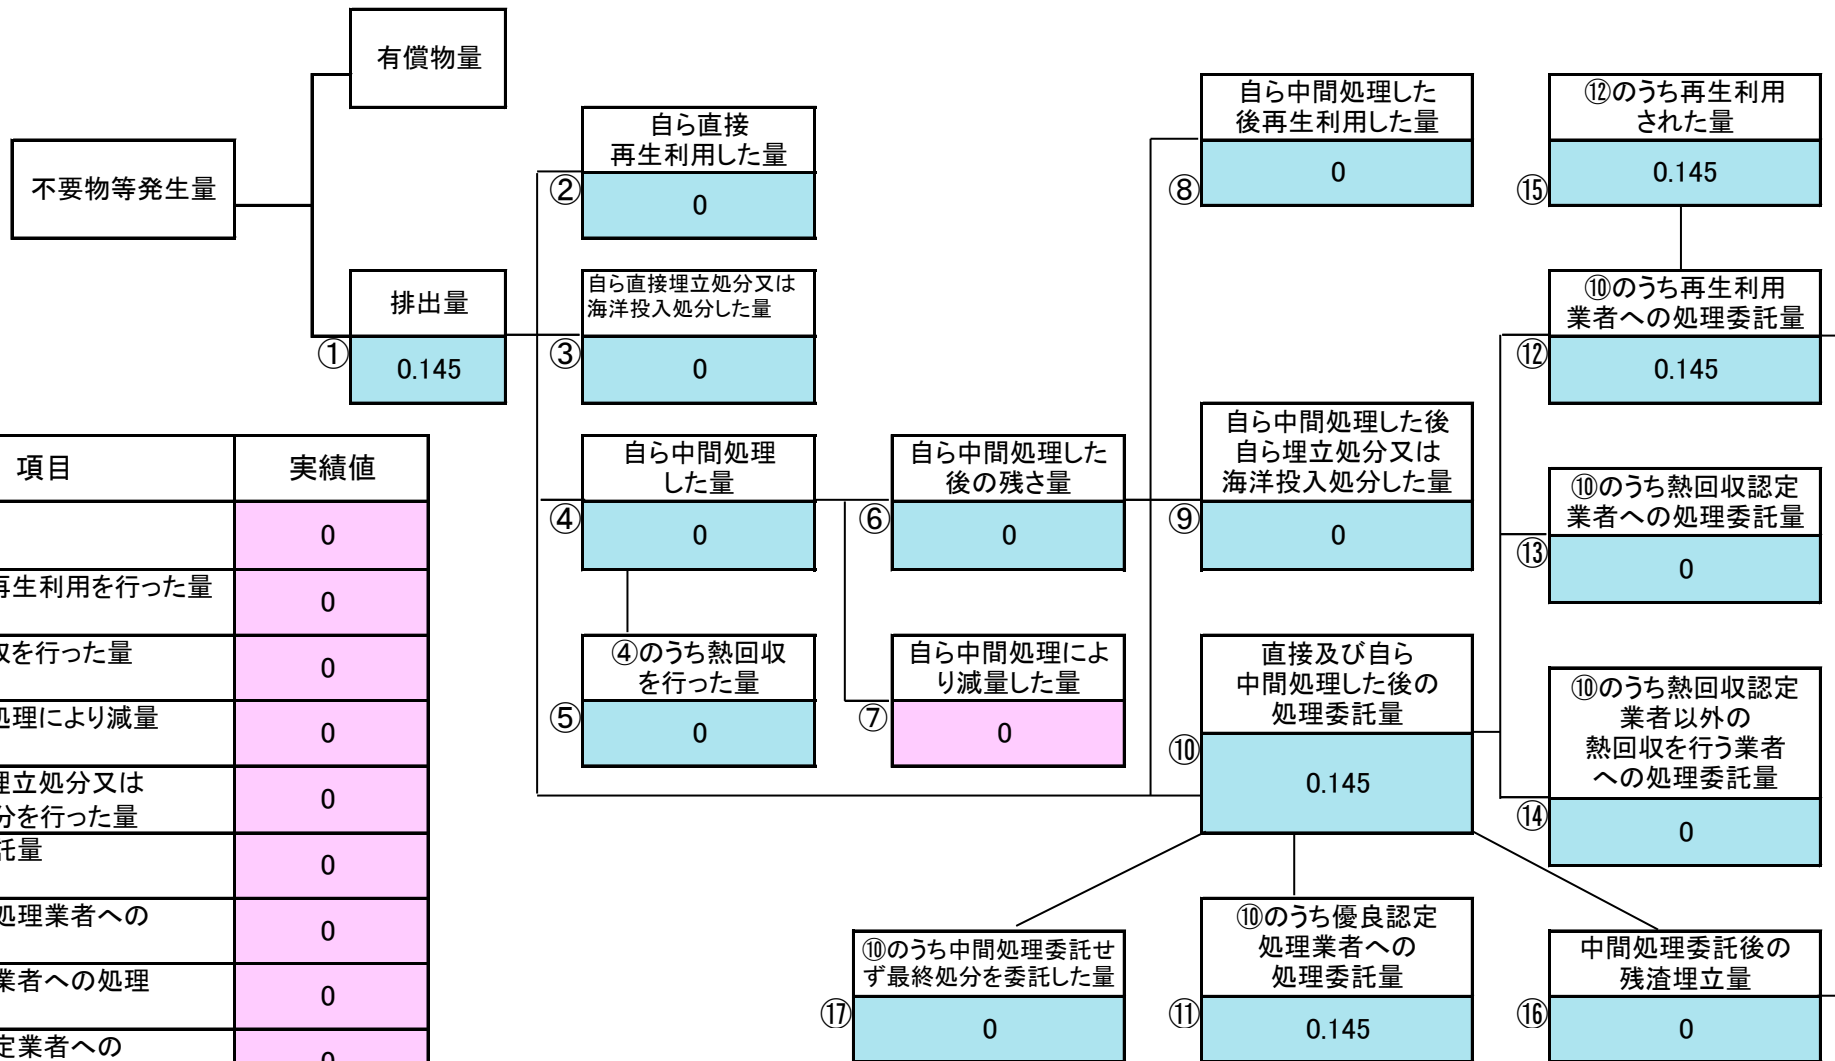 有償物量
不要物等発生量
排出量
①
0.145
自ら直接
再生利用した量
②
0
自ら直接埋立処分又は
海洋投入処分した量
③
0
自ら中間処理
した量
④
0
④のうち熱回収
を行った量
⑤
0
自ら中間処理した
後の残さ量
⑥
0
自ら中間処理によ
り減量した量
⑦
0
自ら中間処理した
後再生利用した量
⑧
0
自ら中間処理した後
自ら埋立処分又は
海洋投入処分した量
⑨
0
直接及び自ら
中間処理した後の
処理委託量
⑩
0.145
⑫のうち再生利用
された量
⑮
0.145
⑩のうち再生利用
業者への処理委託量
⑫
0.145
⑩のうち熱回収認定
業者への処理委託量
⑬
0
⑩のうち熱回収認定
業者以外の
熱回収を行う業者
への処理委託量
⑭
0
⑩のうち中間処理委託せ
ず最終処分を委託した量
⑰
0
⑩のうち優良認定
処理業者への
処理委託量
⑪
0.145
中間処理委託後の
残渣埋立量
⑯
0
項目 実績値
0
再生利用を行った量 0
を行った量 0
処理により減量 0
埋立処分又は
分を行った量 0
託量 0
処理業者への 0
業者への処理 0
定業者への 0